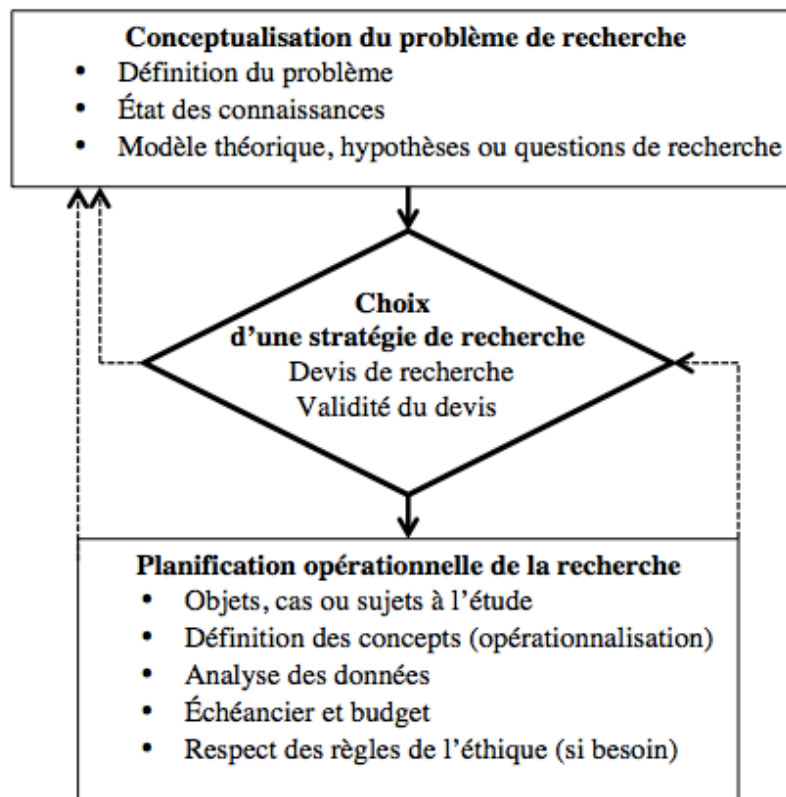 Conceptualisation du problème de recherche
• Définition du problème
• État des connaissances
• Modèle théorique, hypothèses ou questions de recherche
Choix
d'une stratégie de recherche
Devis de recherche
Validité du devis
Planification opérationnelle de la recherche
• Objets, cas ou sujets à l'étude
• Définition des concepts (opérationnalisation)
• Analyse des données
• Échéancier et budget
• Respect des règles de l'éthique (si besoin)